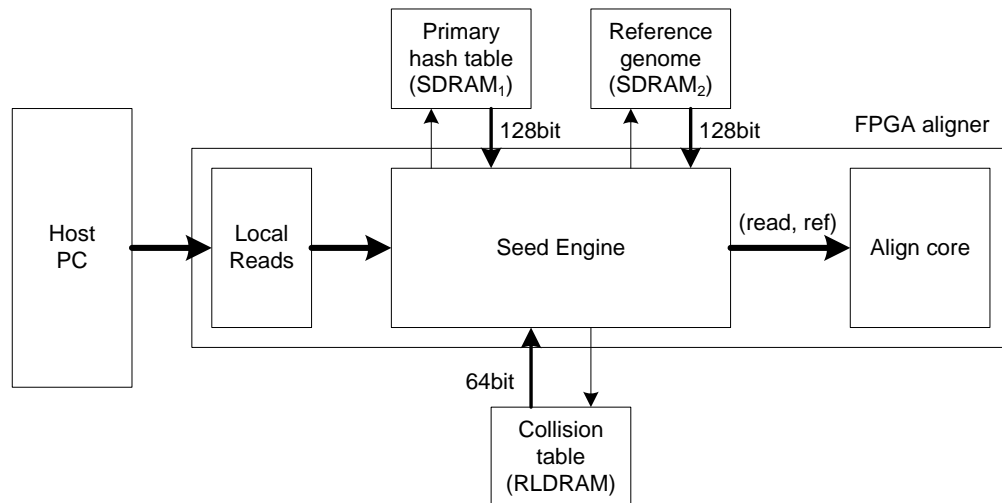 Primary
hash table
(SDRAM₁)
Reference
genome
(SDRAM₂)
128bit
128bit
FPGA aligner
Host
PC
Local
Reads
Seed Engine
(read, ref)
Align core
64bit
Collision
table
(RLDRAM)